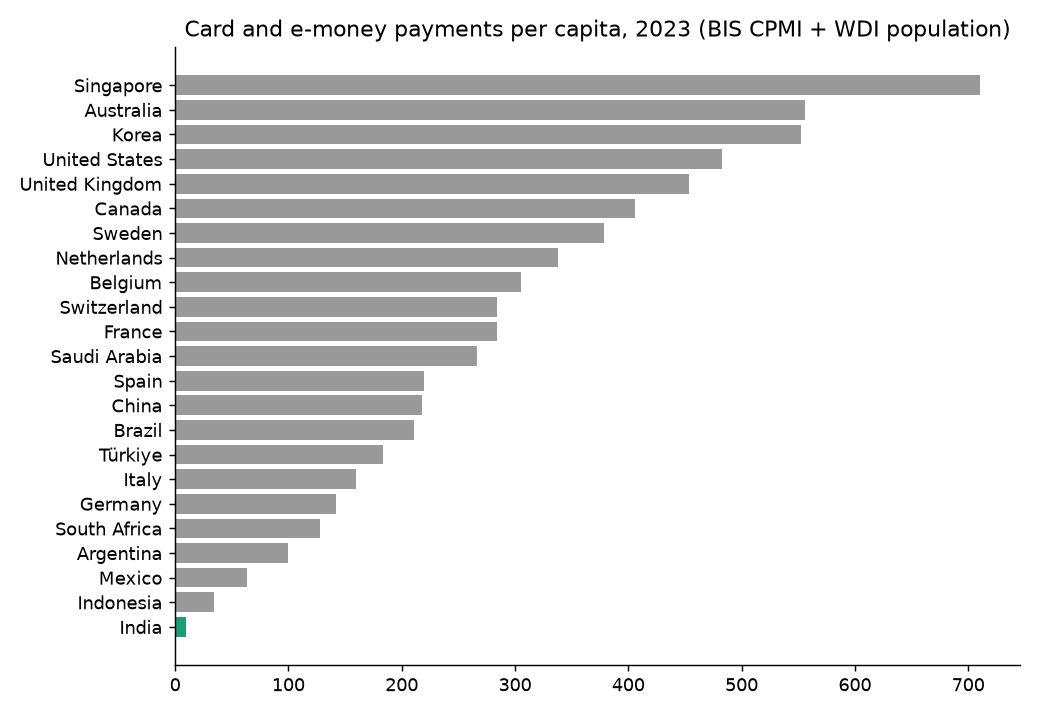 Card and e-money payments per capita, 2023 (BIS CPMI + WDI population)
Singapore
Australia
Korea
United States
United Kingdom
Canada
Sweden
Netherlands
Belgium
Switzerland
France
Saudi Arabia
Spain
China
Brazil
Türkiye
Italy
Germany
South Africa
Argentina
Mexico
Indonesia
India
0 100 200 300 400 500 600 700